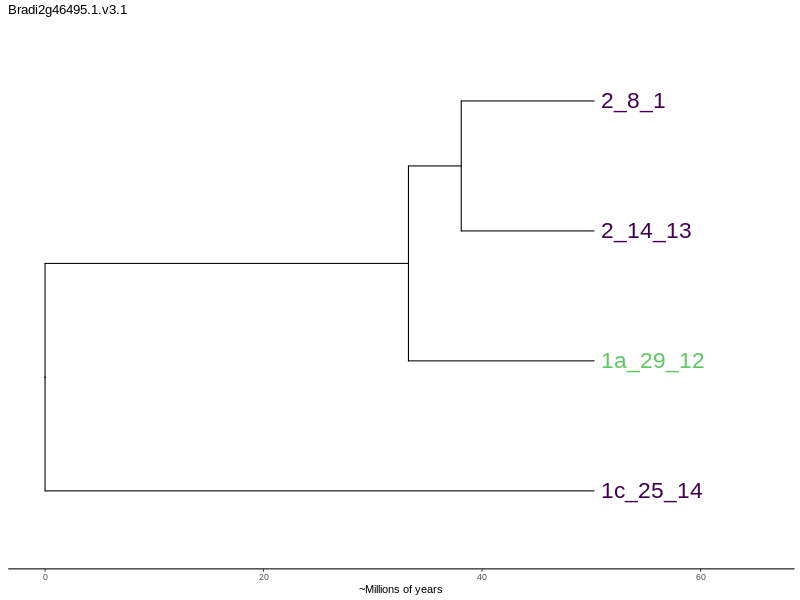 Bradi2g46495.1.v3.1
2_8_1
2_14_13
1a_29_12
1c_25_14
0 20 40 60
~Millions of years